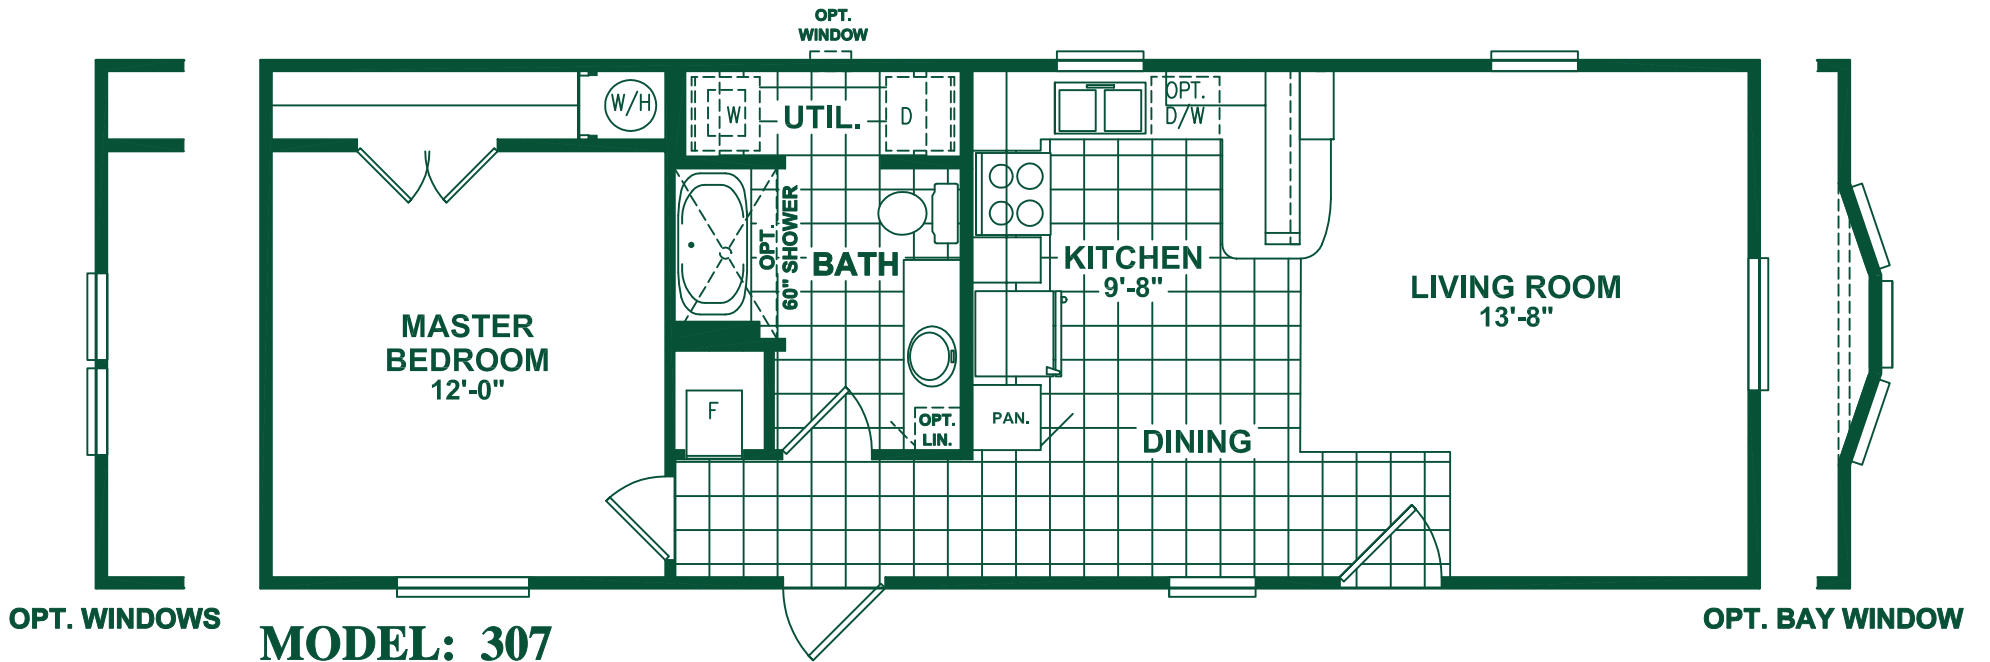 OPT.
WINDOW
W/H
W
UTIL.
D
OPT.
D/W
OPT.
60" SHOWER
BATH
KITCHEN
9'-8"
LIVING ROOM
13'-8"
MASTER
BEDROOM
12'-0"
F
OPT.
LIN.
PAN.
DINING
OPT. WINDOWS
OPT. BAY WINDOW
MODEL: 307